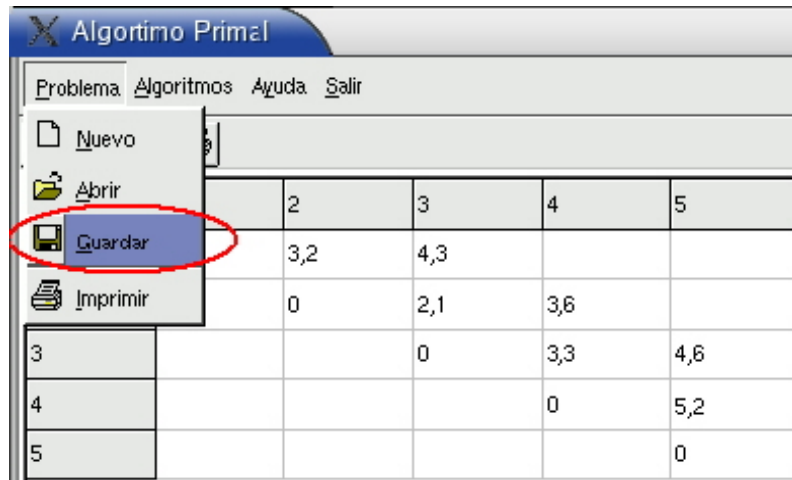 Algortimo Primal
Problema Algoritmos Ayuda Salir
Nuevo
Abrir
Guardar
Imprimir
2 3 4 5
3,2 4,3
0 2,1 3,6
3 0 3,3 4,6
4 0 5,2
5 0